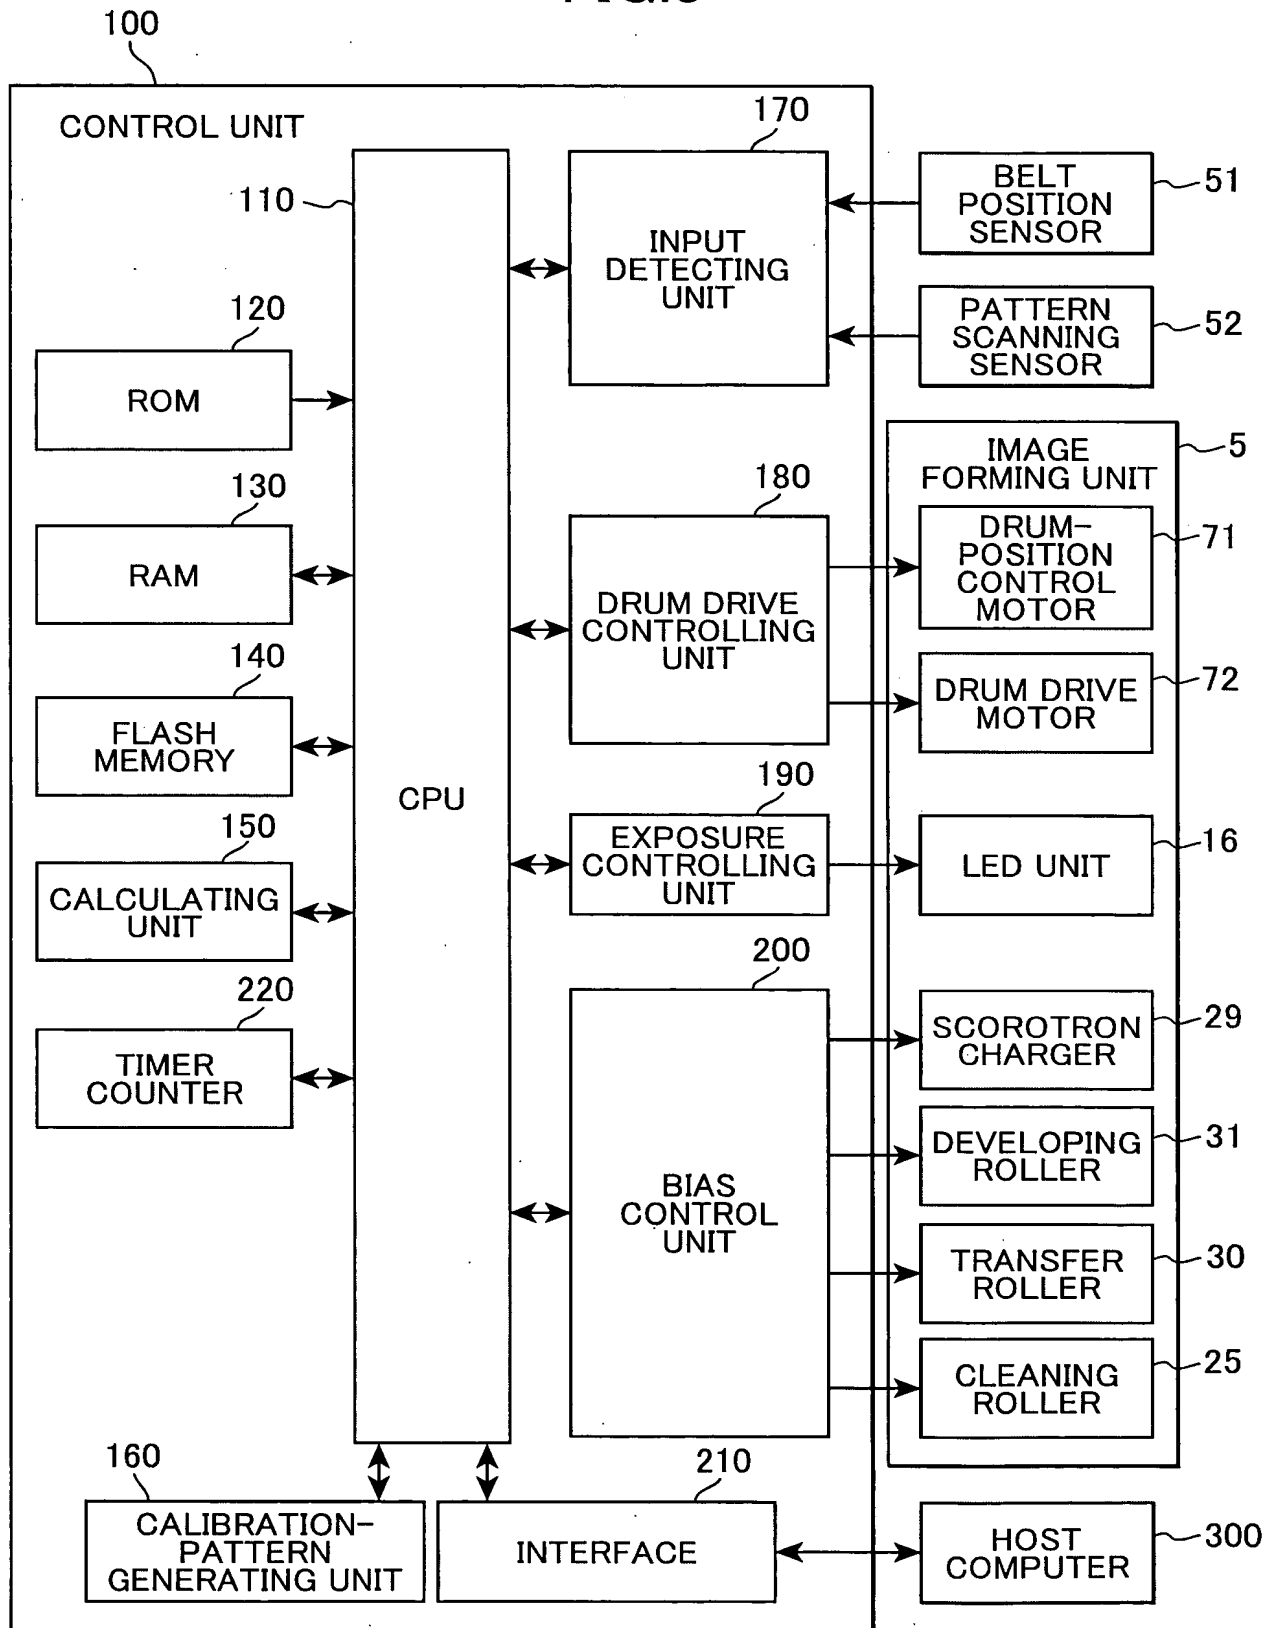 100
CONTROL UNIT
110
CPU
120
ROM
130
RAM
140
FLASH
MEMORY
150
CALCULATING
UNIT
220
TIMER
COUNTER
160
CALIBRATION-
PATTERN
GENERATING UNIT
210
INTERFACE
170
INPUT
DETECTING
UNIT
180
DRUM DRIVE
CONTROLLING
UNIT
190
EXPOSURE
CONTROLLING
UNIT
200
BIAS
CONTROL
UNIT
BELT
POSITION
SENSOR
51
PATTERN
SCANNING
SENSOR
52
IMAGE
FORMING UNIT
5
DRUM-
POSITION
CONTROL
MOTOR
71
DRUM DRIVE
MOTOR
72
LED UNIT
16
SCOROTRON
CHARGER
29
DEVELOPING
ROLLER
31
TRANSFER
ROLLER
30
CLEANING
ROLLER
25
HOST
COMPUTER
300